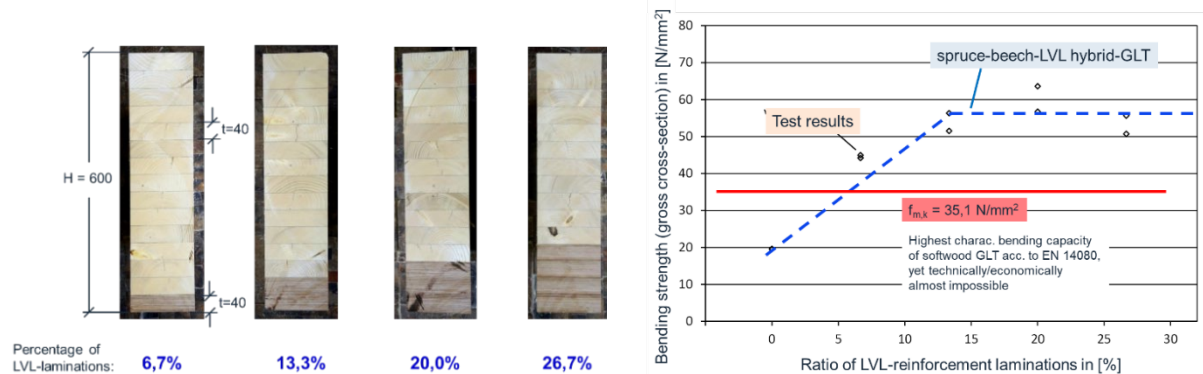 H = 600
t=40
t=40
Percentage of
LVL-laminations:
6,7%
13,3%
20,0%
26,7%
Bending strength (gross cross-section) in [N/mm²]
80
70
60
50
40
30
20
10
0
spruce-beech-LVL hybrid-GLT
Test results
fm,k = 35,1 N/mm²
Highest charac. bending capacity
of softwood GLT acc. to EN 14080,
yet technically/economically
almost impossible
0
5
10
15
20
25
30
Ratio of LVL-reinforcement laminations in [%]